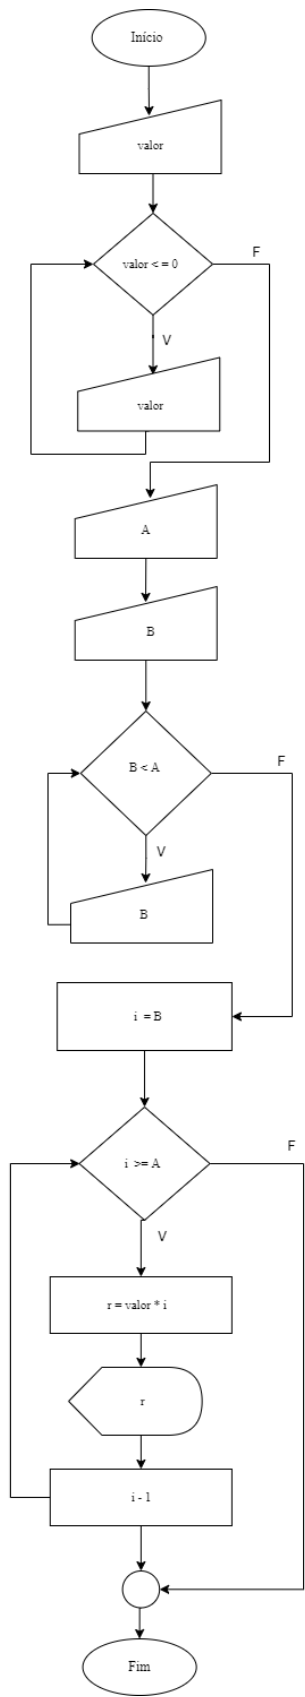 Início
valor
valor < = 0
F
V
valor
A
B
B < A
F
V
B
i = B
i >= A
F
V
r = valor * i
r
i - 1
Fim